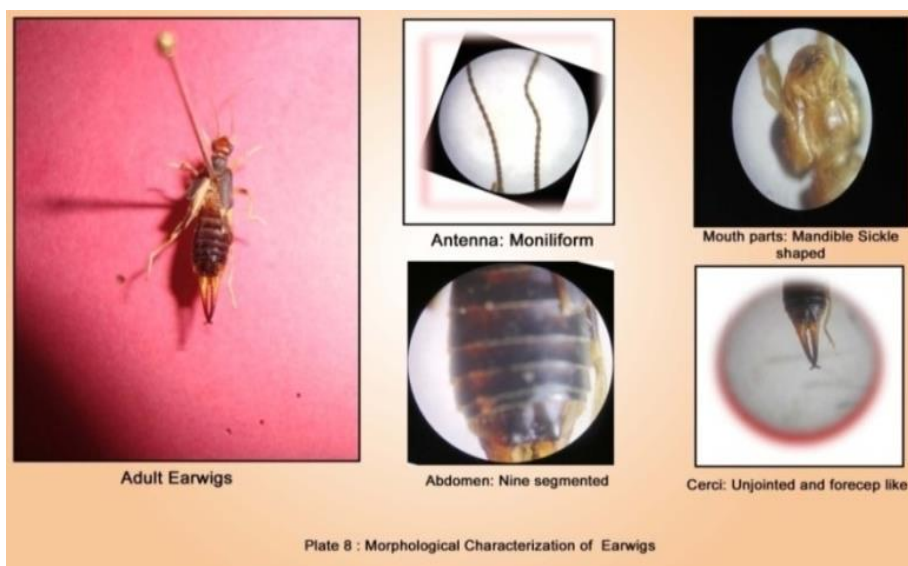 Antenna: Moniliform
Mouth parts: Mandible Sickle
shaped
Adult Earwigs
Abdomen: Nine segmented
Cerci: Unjointed and forecep like
Plate 8 : Morphological Characterization of Earwigs